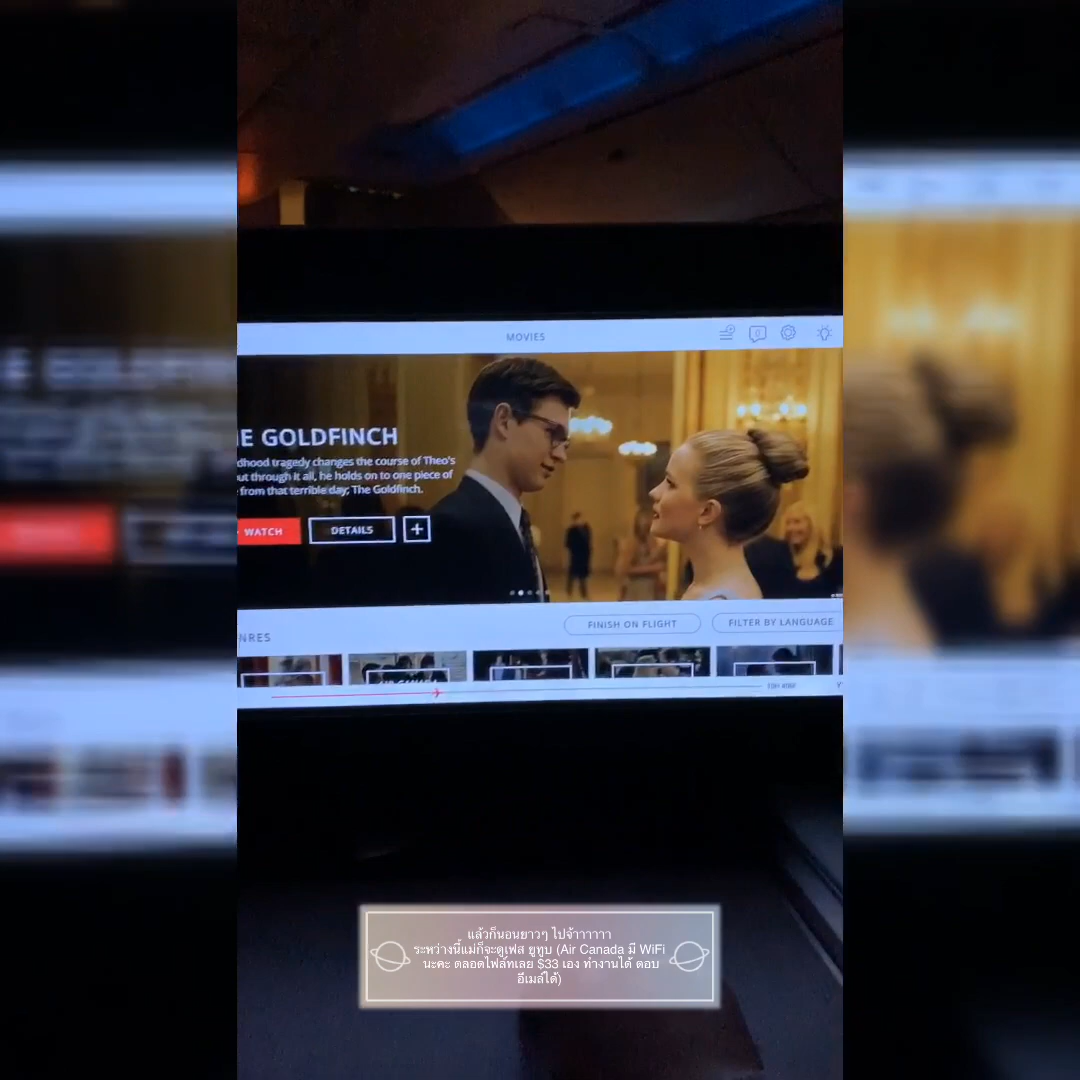 MOVIES
E GOLDFINCH
dhood tragedy changes the course of Theo's
ut through it all, he holds on to one piece of
from that terrible day; The Goldfinch.
WATCH
DETAILS
NRES
FINISH ON FLIGHT
FILTER BY LANGUAGE
แล้วก็นอนยาวๆ ไปจ้าาาาาาา
ระหว่างนี้แม่ก็จะดูเฟส ยูทูบ (Air Canada มี WiFi
นะคะ ตลอดไฟล์ทเลย $33 เอง ทำงานได้ ตอบ
อีเมล์ได้)